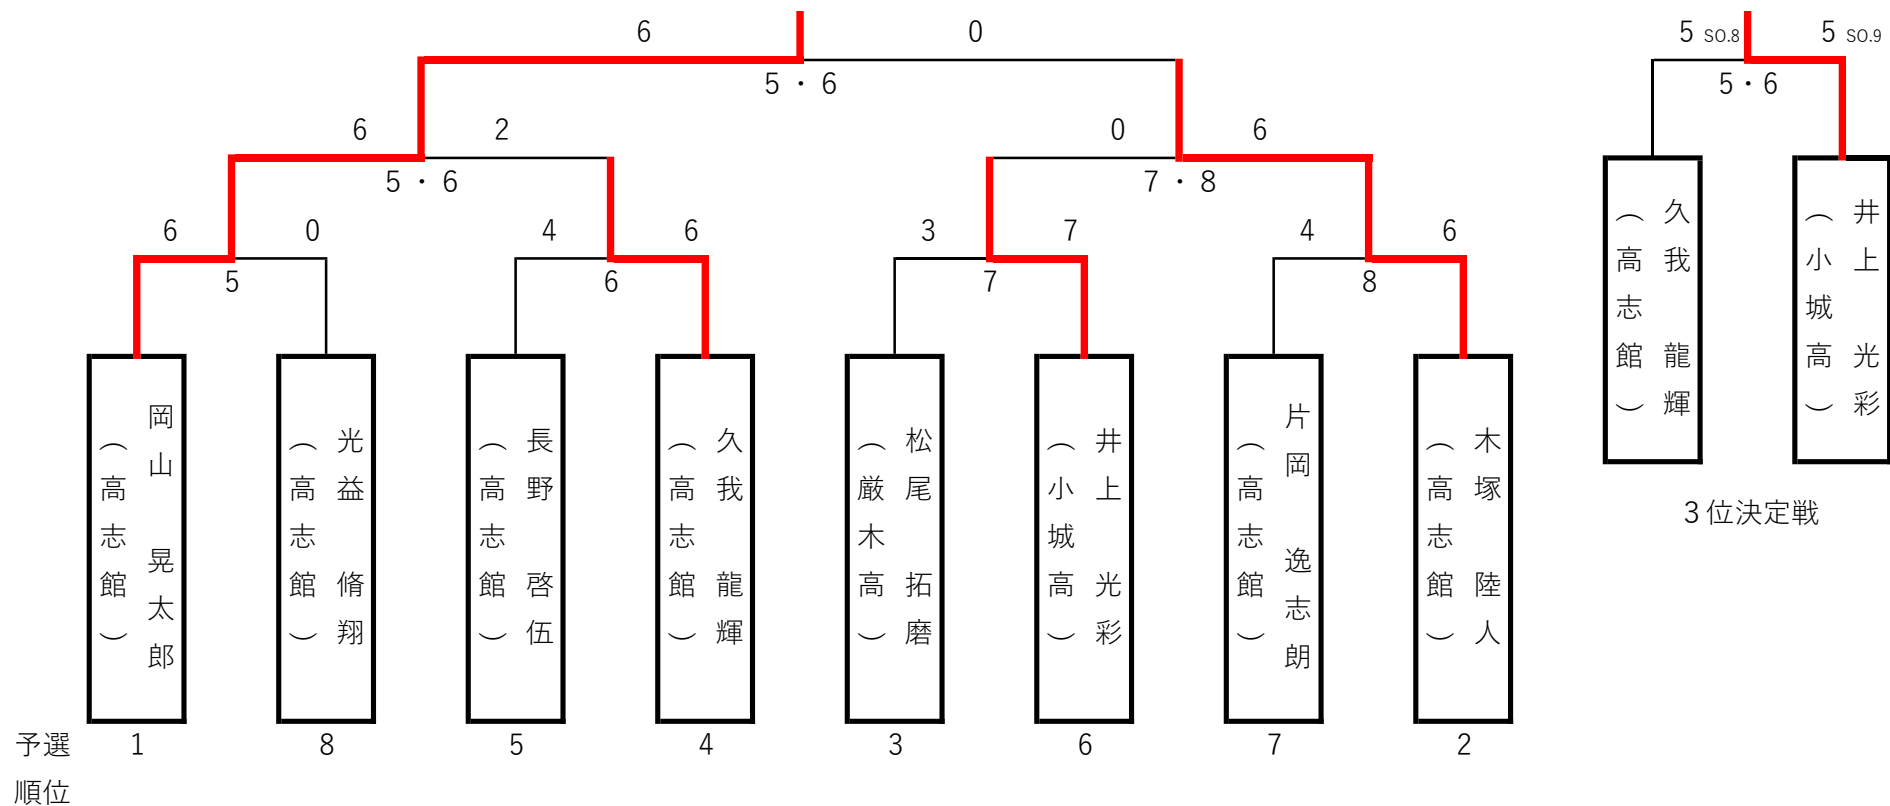 6 0
5 SO.8 5 SO.9
5・6
5・6
6 2
0 6
5・6
7・8
6 0
4 6
3 7
4 6
5
6
7
8
久我 龍輝
(高志館)
井上 光彩
(小城高)
3位決定戦
岡山 晃太郎
(高志館)
光益 脩翔
(高志館)
長野 啓伍
(高志館)
久我 龍輝
(高志館)
松尾 拓磨
(厳木高)
井上 光彩
(小城高)
片岡 逸志朗
(高志館)
木塚 陸人
(高志館)
予選 1 8 5 4 3 6 7 2
順位